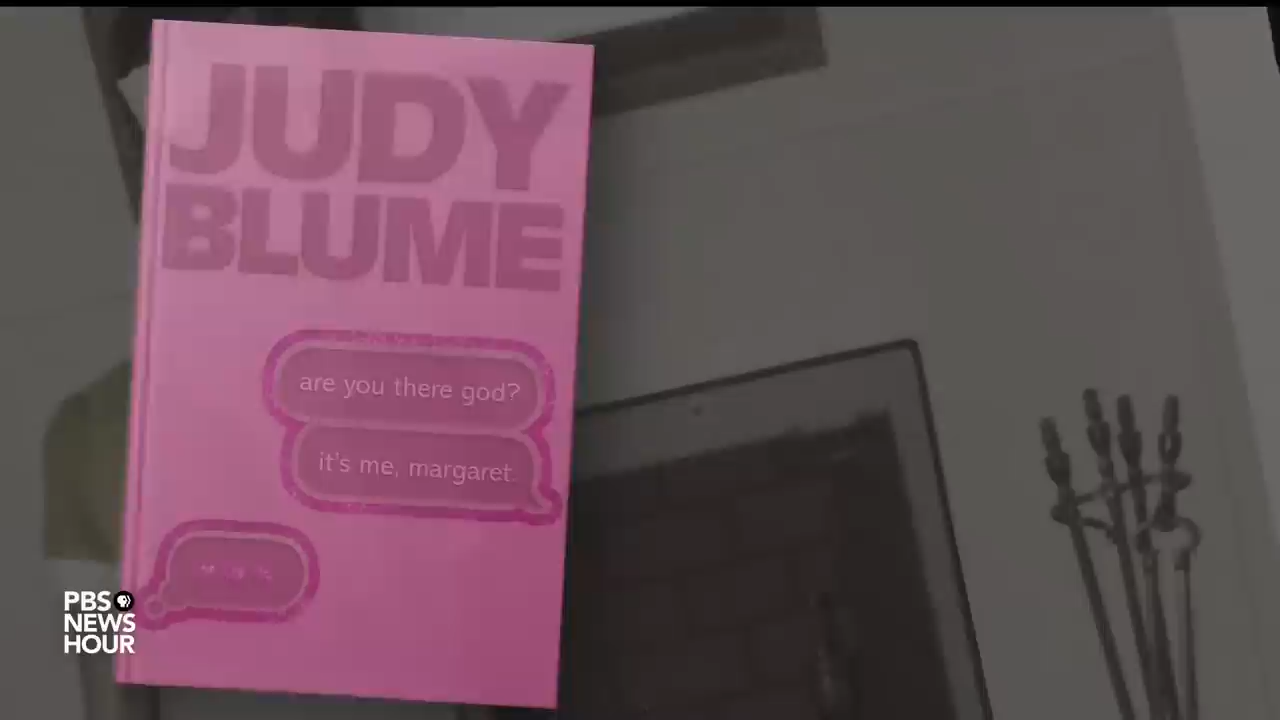 JUDY
BLUME
are you there god?
it's me, margaret.
PBS
NEWS
HOUR